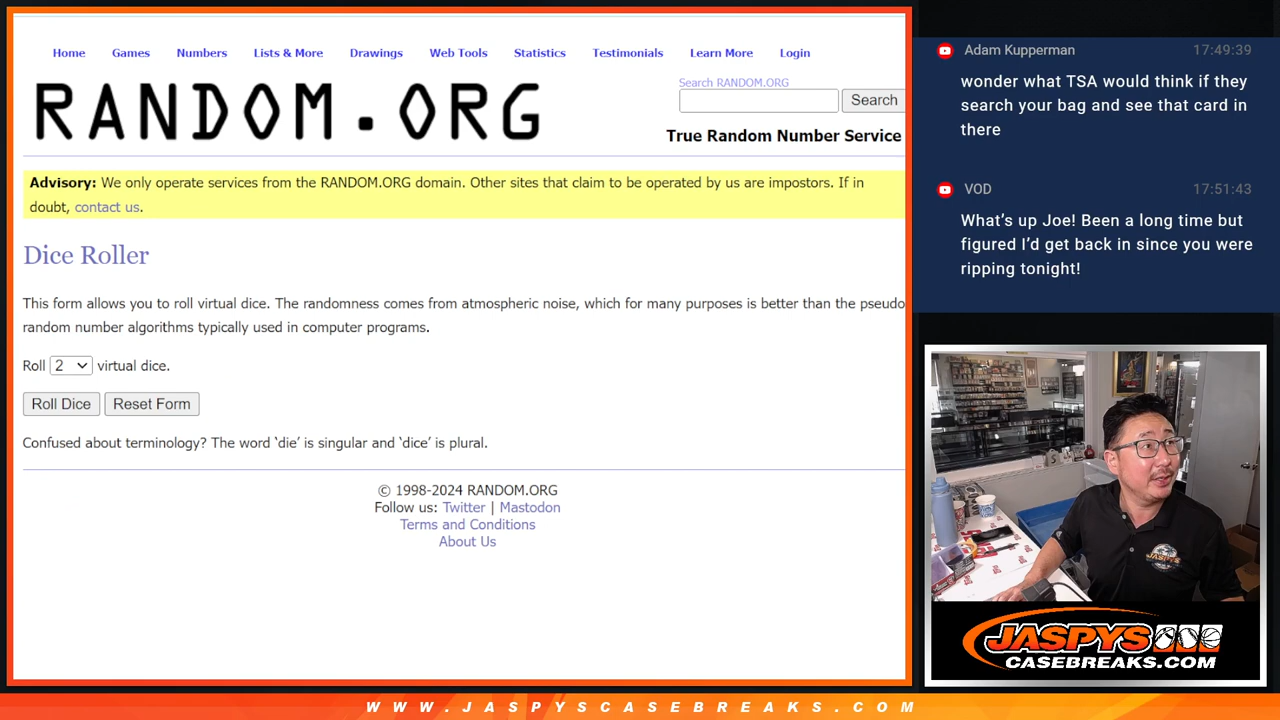 Home Games Numbers Lists & More Drawings Web Tools Statistics Testimonials Learn More Login
RANDOM.ORG
Search RANDOM.ORG
Search
True Random Number Service
Advisory: We only operate services from the RANDOM.ORG domain. Other sites that claim to be operated by us are impostors. If in
doubt, contact us.
Dice Roller
This form allows you to roll virtual dice. The randomness comes from atmospheric noise, which for many purposes is better than the pseudo
random number algorithms typically used in computer programs.
Roll 2 virtual dice.
Roll Dice Reset Form
Confused about terminology? The word ‘die’ is singular and ‘dice’ is plural.
© 1998-2024 RANDOM.ORG
Follow us: Twitter | Mastodon
Terms and Conditions
About Us
Adam Kupperman 17:49:39
wonder what TSA would think if they
search your bag and see that card in
there
VOD 17:51:43
What’s up Joe! Been a long time but
figured I’d get back in since you were
ripping tonight!
JASPYS
JASPYS
CASEBREAKS.COM
WWW.JASPYSCASEBREAKS.COM